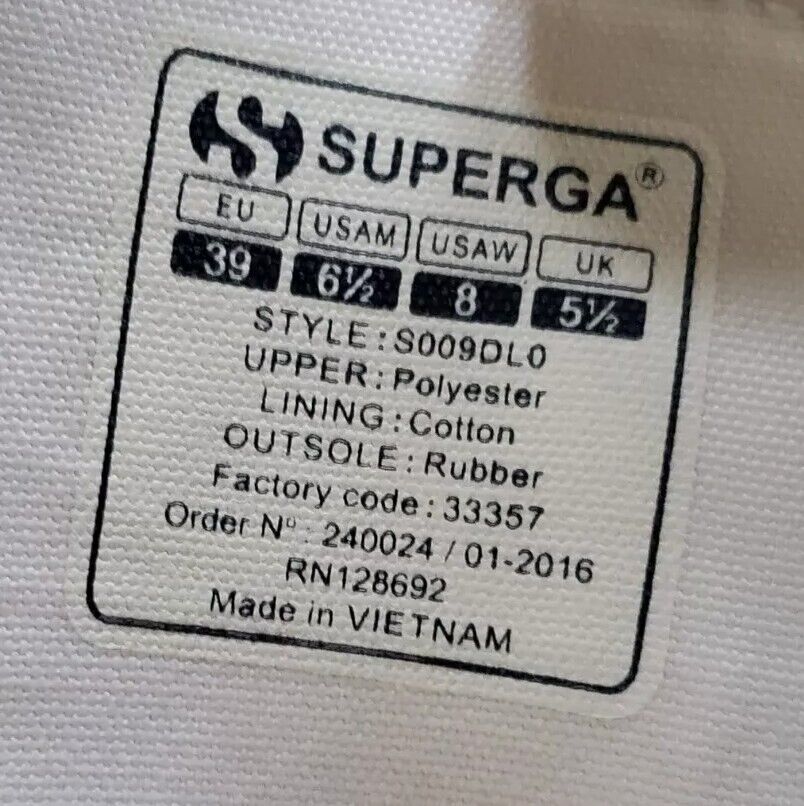 SUPERGA®
EU USAM USAW UK
39 6½ 8 5½
STYLE : S009DL0
UPPER : Polyester
LINING : Cotton
OUTSOLE : Rubber
Factory code : 33357
Order Nº : 240024 / 01-2016
RN128692
Made in VIETNAM